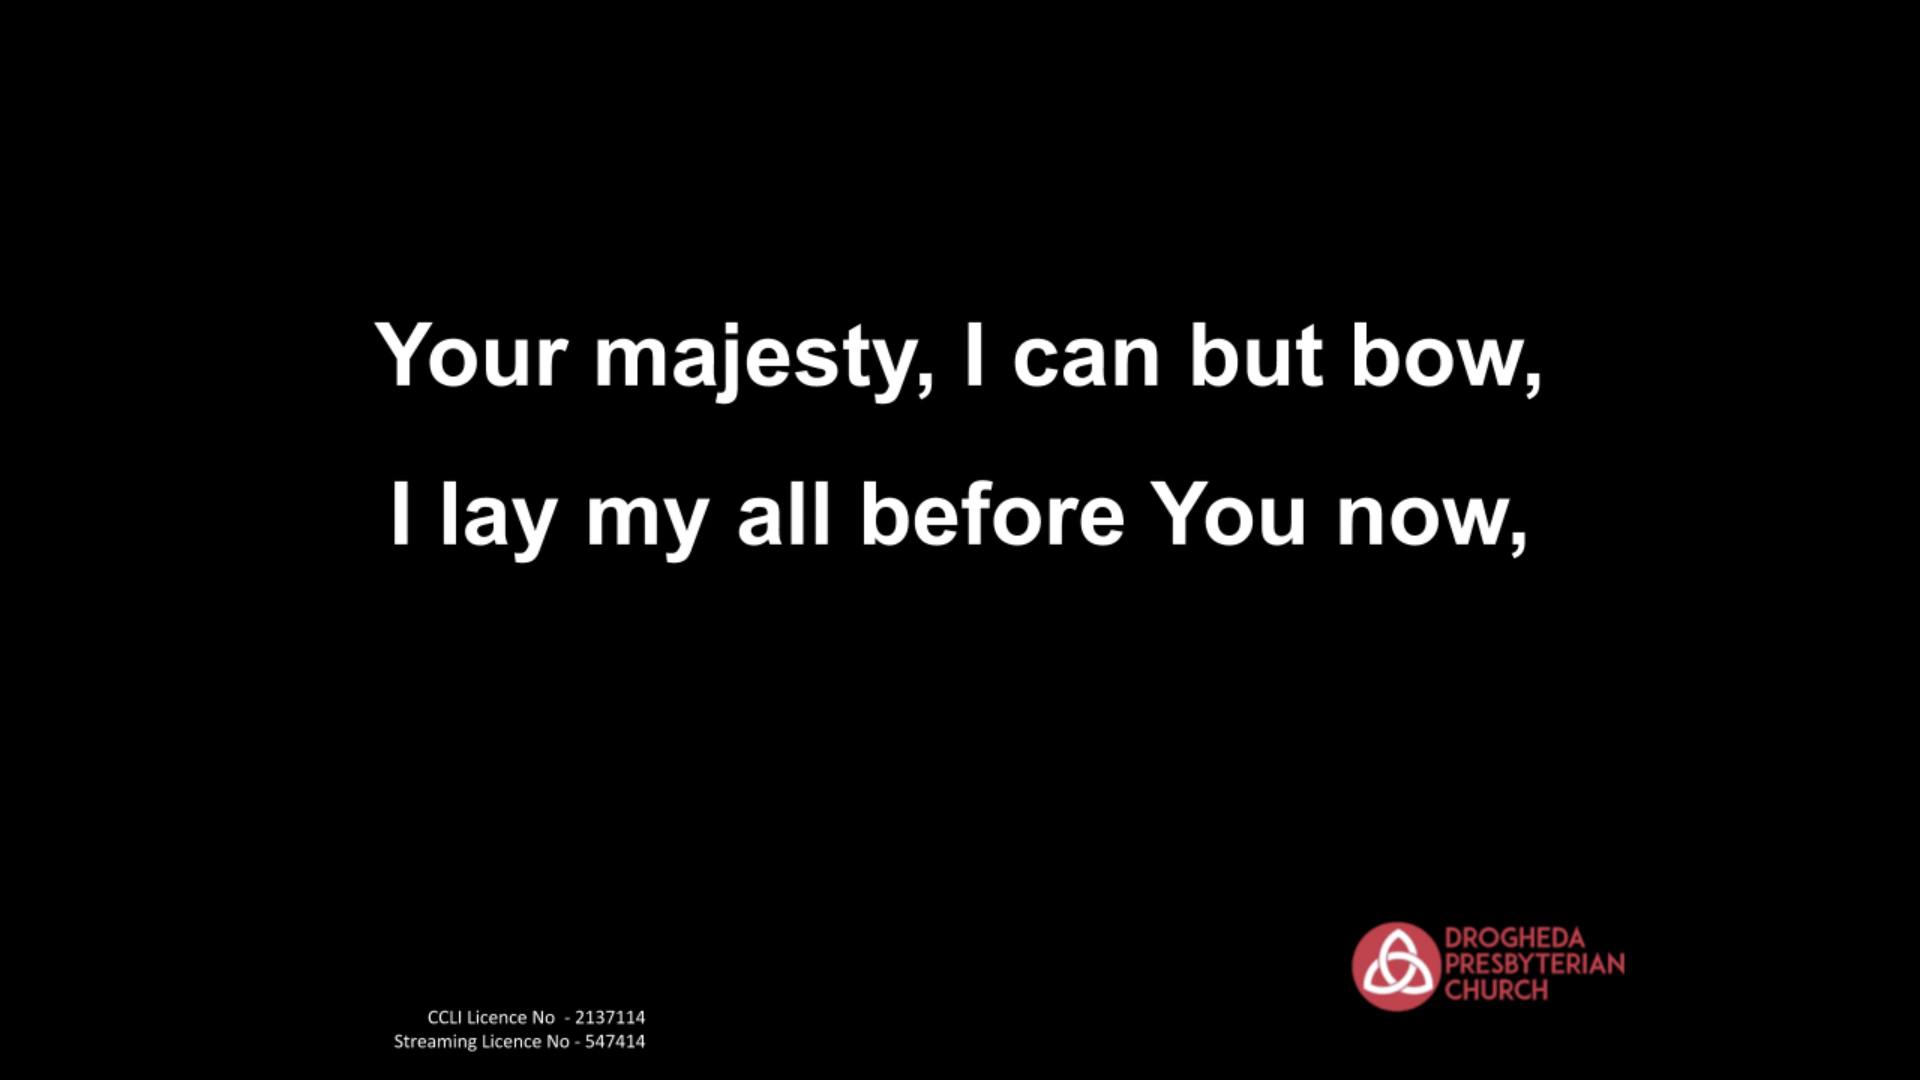 Your majesty, I can but bow,
I lay my all before You now,
DROGHEDA
PRESBYTERIAN
CHURCH
CCLI Licence No - 2137114
Streaming Licence No - 547414